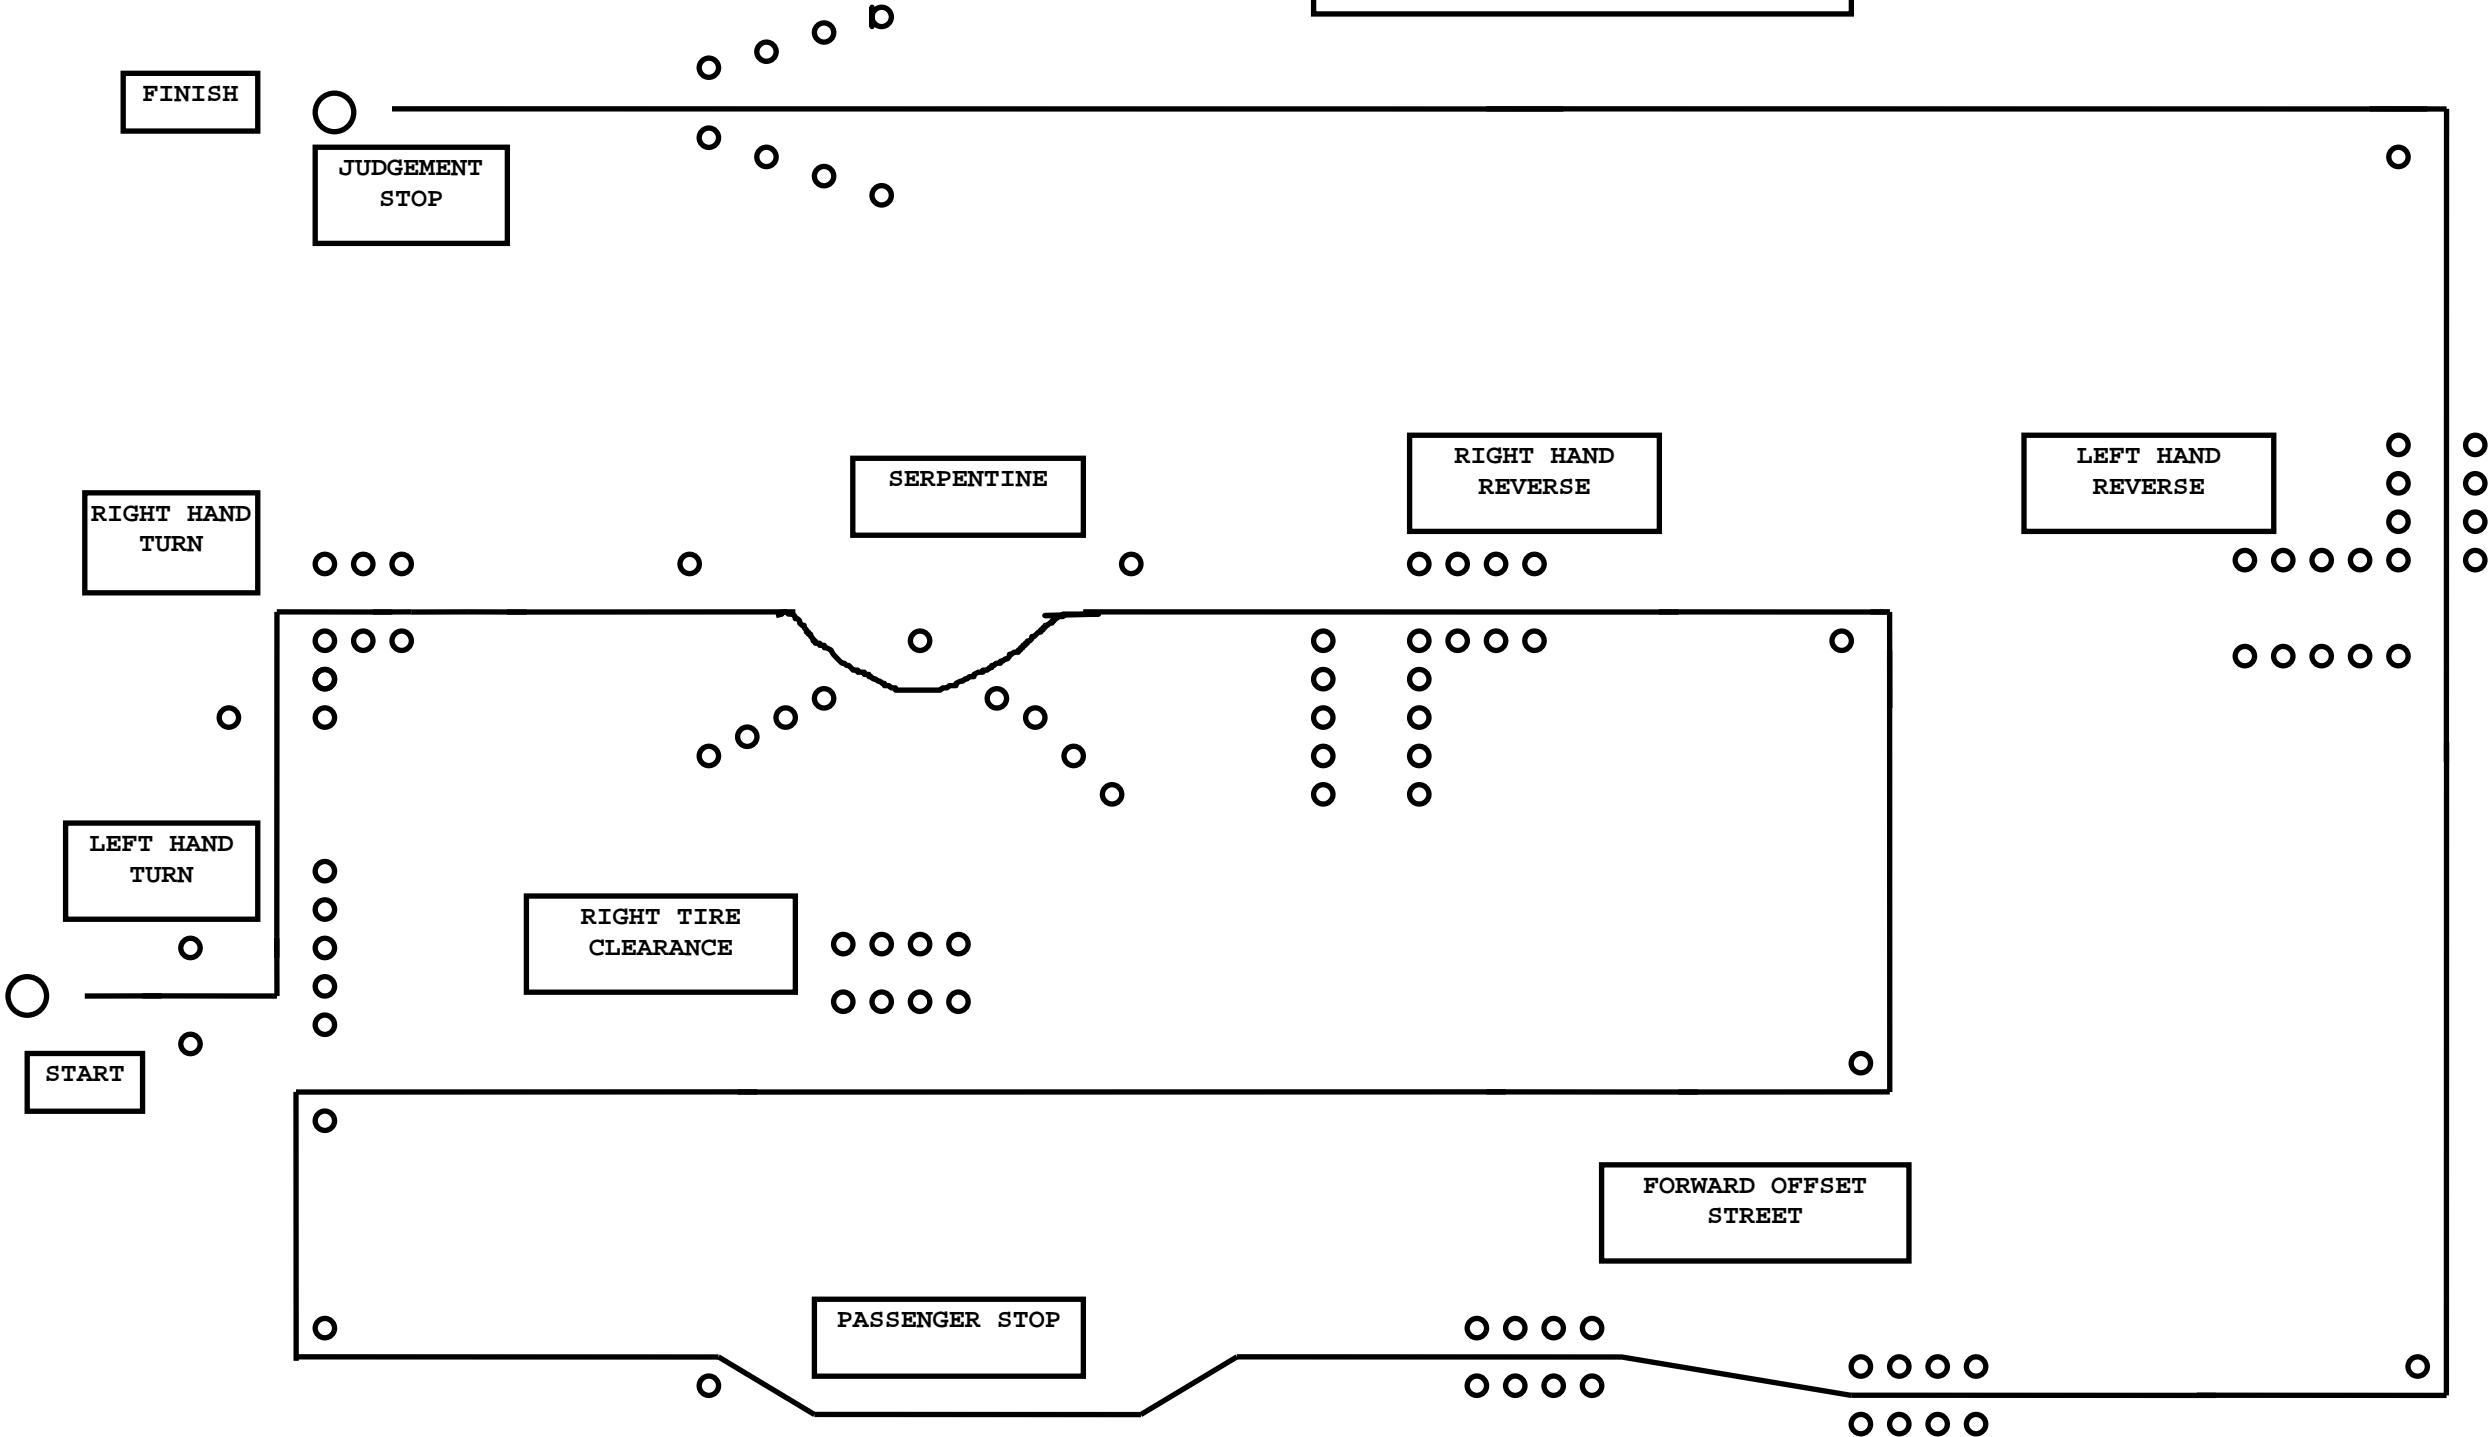 FINISH
JUDGEMENT
STOP
SERPENTINE
RIGHT HAND
REVERSE
LEFT HAND
REVERSE
RIGHT HAND
TURN
LEFT HAND
TURN
RIGHT TIRE
CLEARANCE
START
FORWARD OFFSET
STREET
PASSENGER STOP